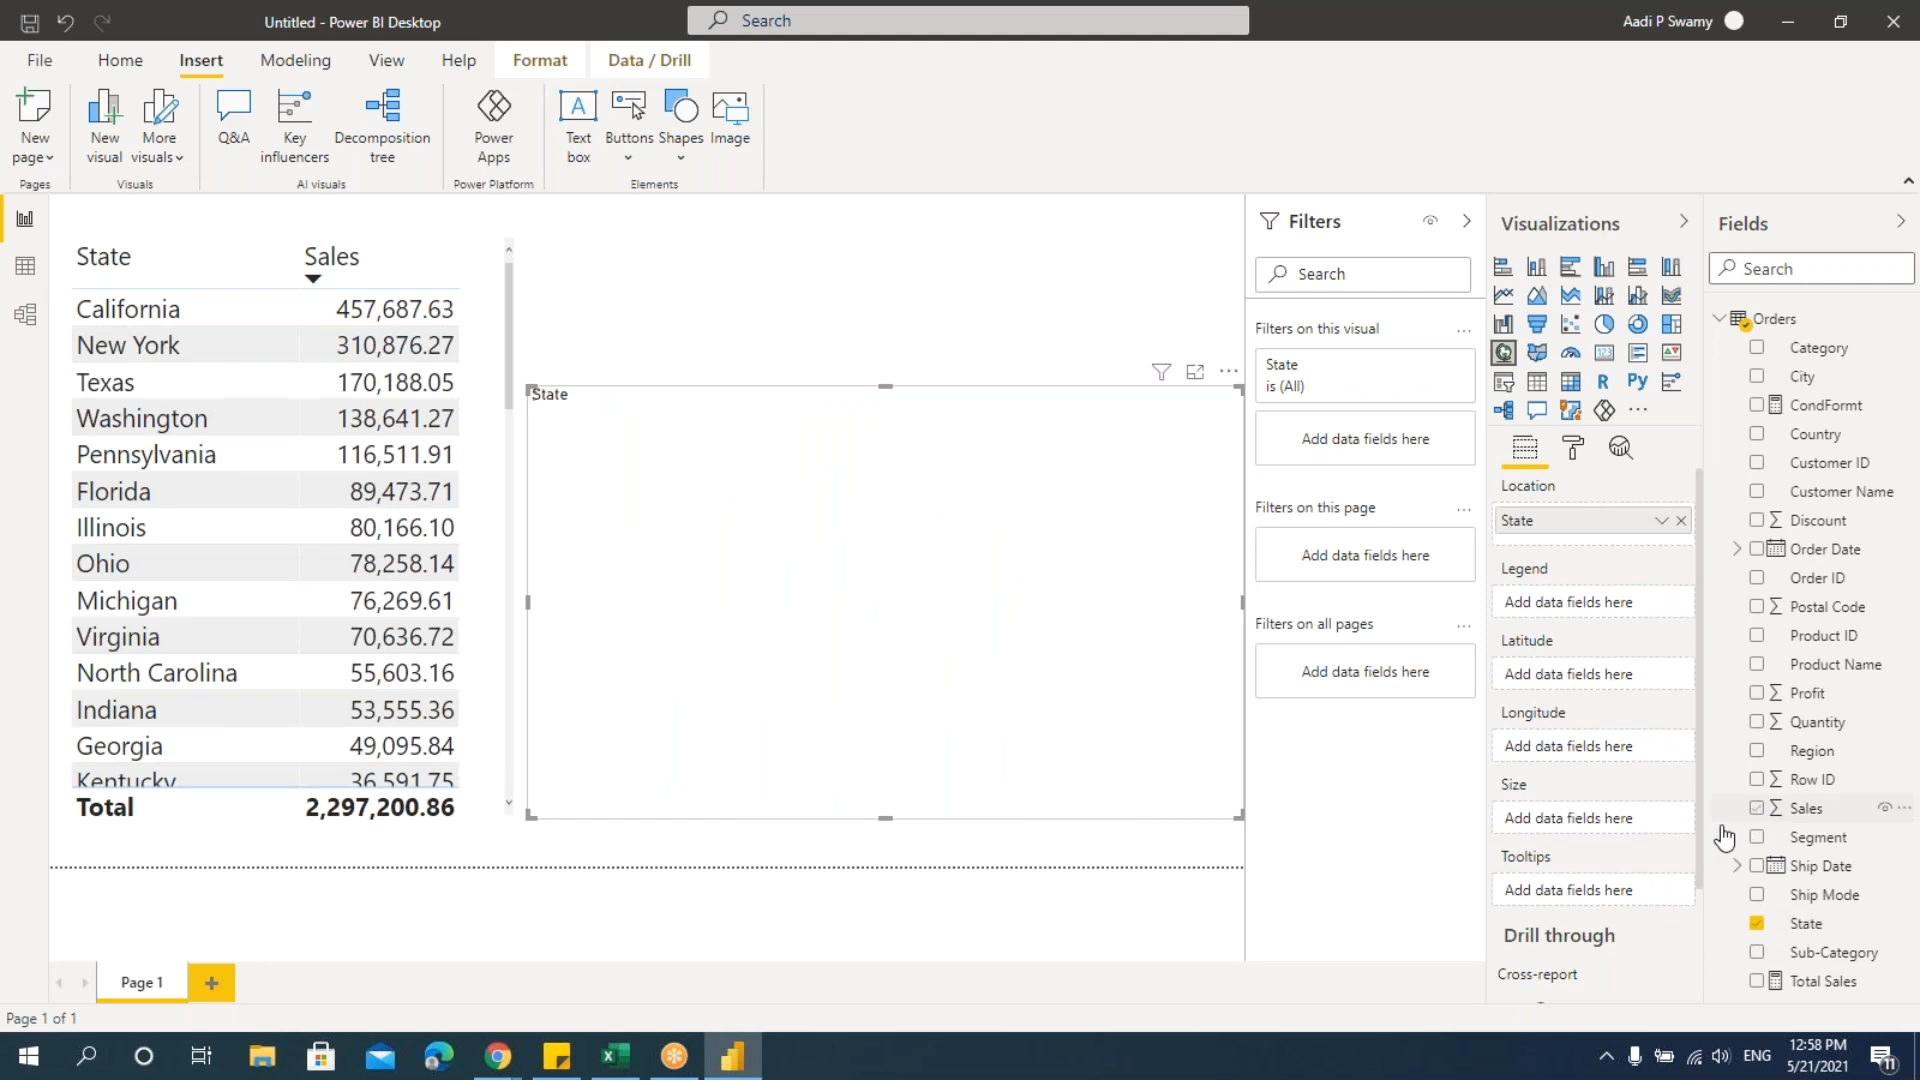 Untitled - Power BI Desktop
Search
Aadi P Swamy
File Home Insert Modeling View Help Format Data / Drill
New page
New visual
More visuals
Q&A
Key influencers
Decomposition tree
Power Apps
Text box
Buttons
Shapes
Image
Pages
Visuals
AI visuals
Power Platform
Elements
State Sales
California 457,687.63
New York 310,876.27
Texas 170,188.05
Washington 138,641.27
Pennsylvania 116,511.91
Florida 89,473.71
Illinois 80,166.10
Ohio 78,258.14
Michigan 76,269.61
Virginia 70,636.72
North Carolina 55,603.16
Indiana 53,555.36
Georgia 49,095.84
Kentucky 36,591.75
Total 2,297,200.86
State
Filters
Search
Filters on this visual
State
is (All)
Add data fields here
Filters on this page
Add data fields here
Filters on all pages
Add data fields here
Visualizations
Location
State
Legend
Add data fields here
Latitude
Add data fields here
Longitude
Add data fields here
Size
Add data fields here
Tooltips
Add data fields here
Drill through
Cross-report
Fields
Search
Orders
Category
City
CondFormt
Country
Customer ID
Customer Name
Discount
Order Date
Order ID
Postal Code
Product ID
Product Name
Profit
Quantity
Region
Row ID
Sales
Segment
Ship Date
Ship Mode
State
Sub-Category
Total Sales
Page 1
Page 1 of 1
ENG
12:58 PM
5/21/2021
11